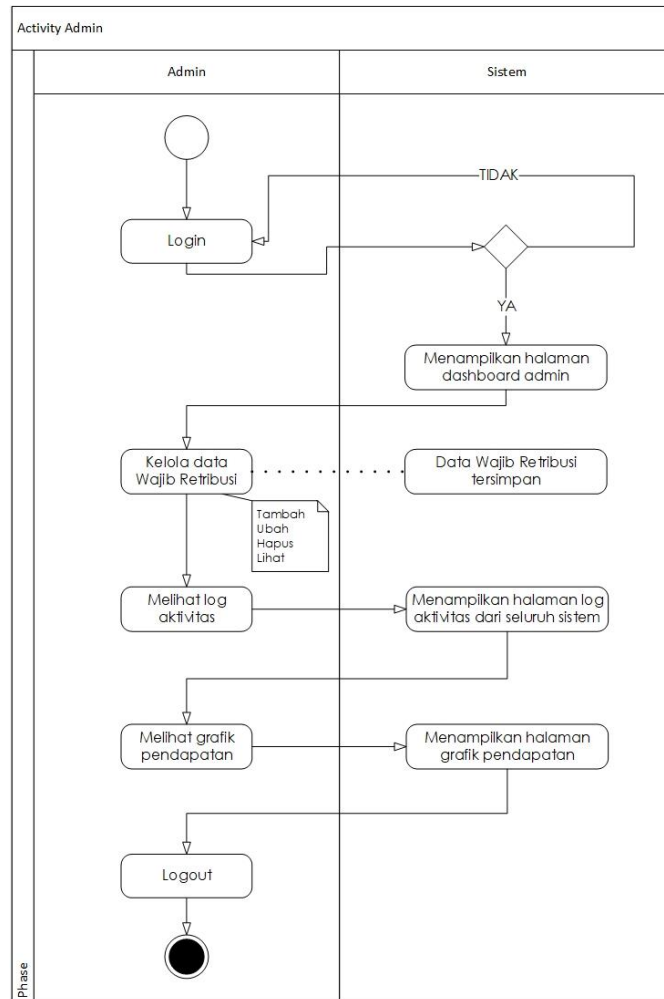 Activity Admin
Admin
Sistem
TIDAK
Login
YA
Menampilkan halaman
dashboard admin
Kelola data
Wajib Retribusi
Data Wajib Retribusi
tersimpan
Tambah
Ubah
Hapus
Lihat
Melihat log
aktivitas
Menampilkan halaman log
aktivitas dari seluruh sistem
Melihat grafik
pendapatan
Menampilkan halaman
grafik pendapatan
Logout
Phase